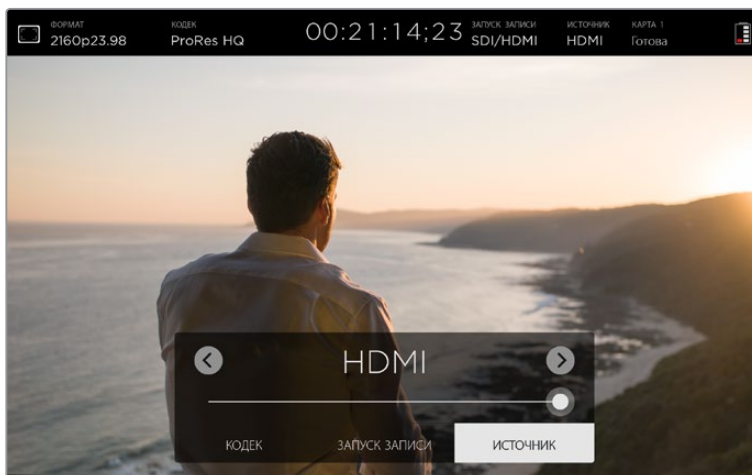 ФОРМАТ
2160p23.98
КОДЕК
ProRes HQ
00:21:14;23
ЗАПУСК ЗАПИСИ
SDI/HDMI
ИСТОЧНИК
HDMI
КАРТА 1
Готова
HDMI
КОДЕК ЗАПУСК ЗАПИСИ ИСТОЧНИК